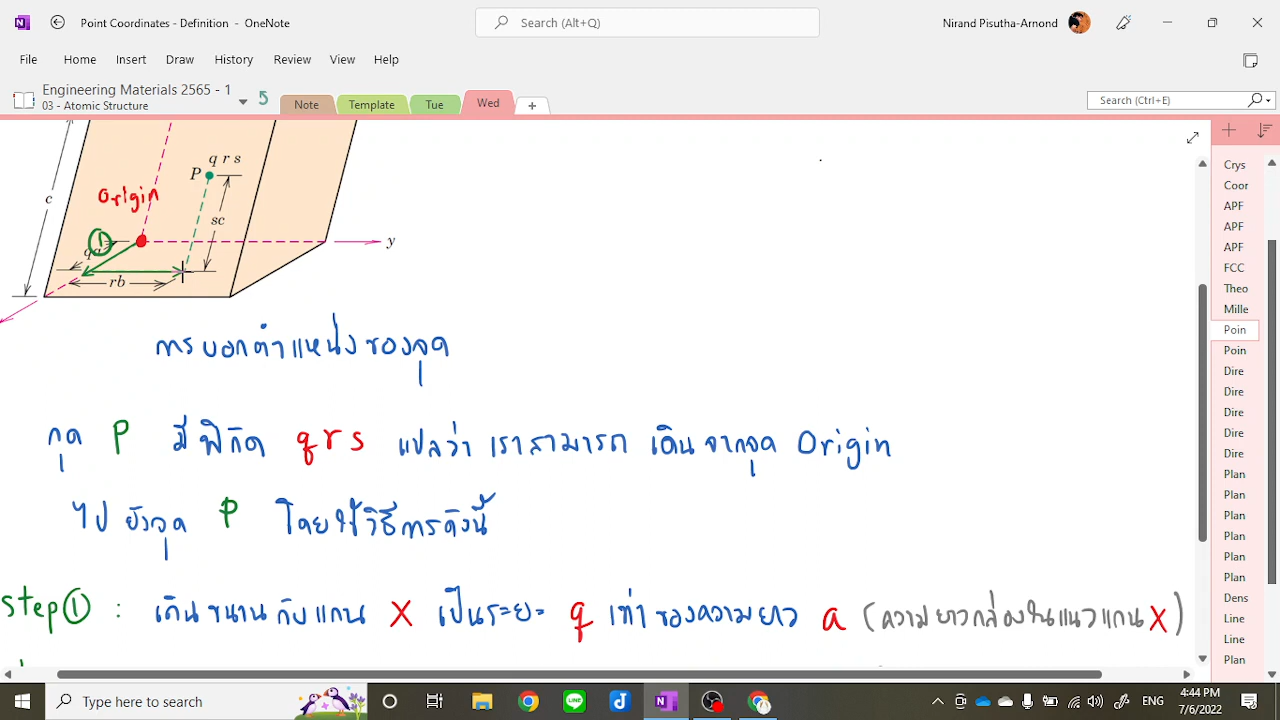 Point Coordinates - Definition - OneNote
Search (Alt+Q)
Nirand Pisutha-Arnond
File Home Insert Draw History Review View Help
Engineering Materials 2565 - 1
03 - Atomic Structure
Note Template Tue Wed
Search (Ctrl+E)
q r s
P
Origin
c
sc
①
qa
y
rb
การบอกตำแหน่งของจุด
จุด P มีพิกัด q r s แปลว่า เราสามารถ เดินจากจุด Origin
ไปยังจุด P โดยใช้วิธีการดังนี้
step ① : เดินขนานกับแกน X เป็นระยะ q เท่าของความยาว a (ความยาวกล่องในแนวแกน X)
Crys
Coor
APF
APF
APF
FCC
Theo
Mille
Poin
Poin
Dire
Dire
Dire
Dire
Dire
Plan
Plan
Plan
Plan
Plan
Plan
Dens
Line
Line
Plan
Type here to search
ENG
4:44 PM
7/6/2022